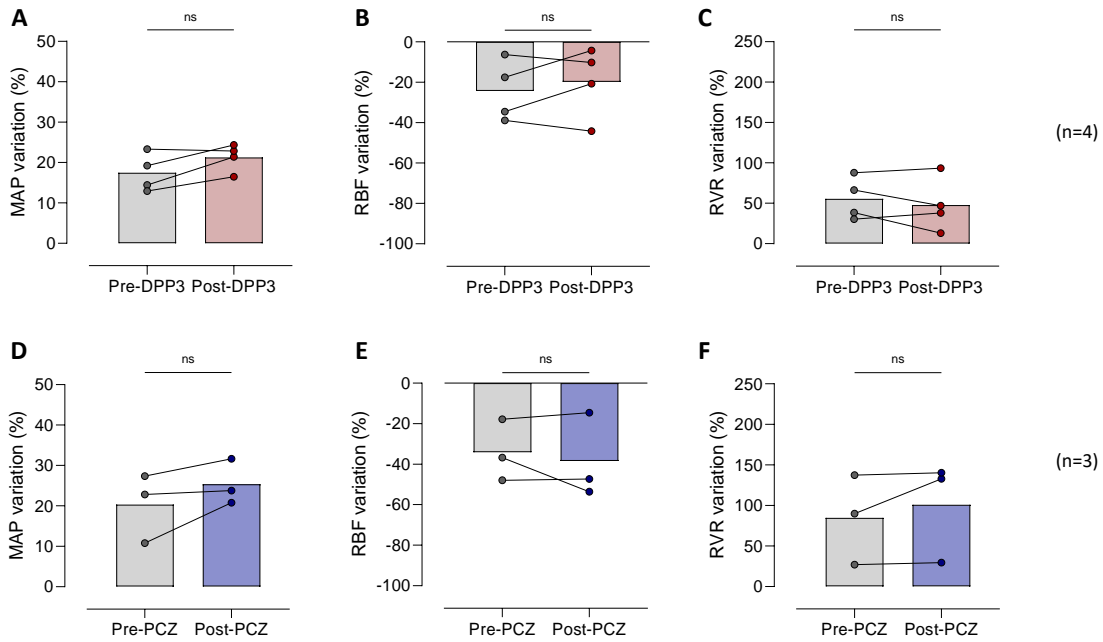 A
ns
MAP variation (%)
50
40
30
20
10
0
Pre-DPP3 Post-DPP3
B
ns
RBF variation (%)
0
-20
-40
-60
-80
-100
Pre-DPP3 Post-DPP3
C
ns
RVR variation (%)
250
200
150
100
50
0
Pre-DPP3 Post-DPP3
(n=4)
D
ns
MAP variation (%)
50
40
30
20
10
0
Pre-PCZ Post-PCZ
E
ns
RBF variation (%)
0
-20
-40
-60
-80
-100
Pre-PCZ Post-PCZ
F
ns
RVR variation (%)
250
200
150
100
50
0
Pre-PCZ Post-PCZ
(n=3)